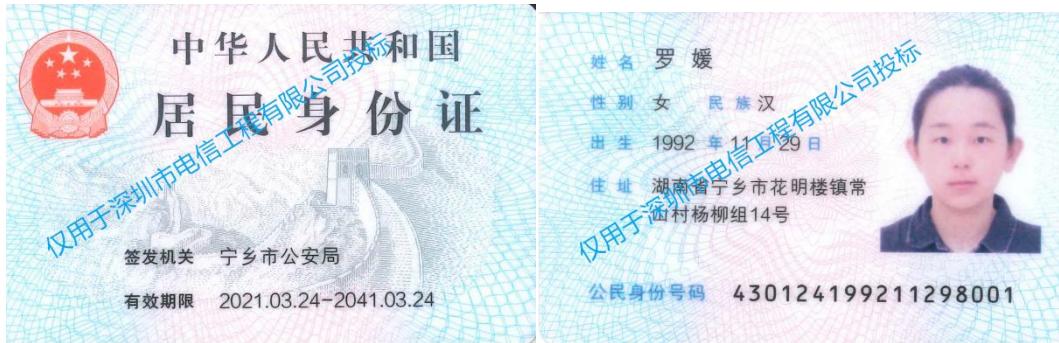 中华人民共和国
居民身份证
仅用于深圳市电信工程有限公司投标
签发机关 宁乡市公安局
有效期限 2021.03.24-2041.03.24
姓名 罗媛
性别 女 民族 汉
出生 1992 年 11 月 29 日
住址 湖南省宁乡市花明楼镇常
山村杨柳组14号
仅用于深圳市电信工程有限公司投标
公民身份号码 430124199211298001